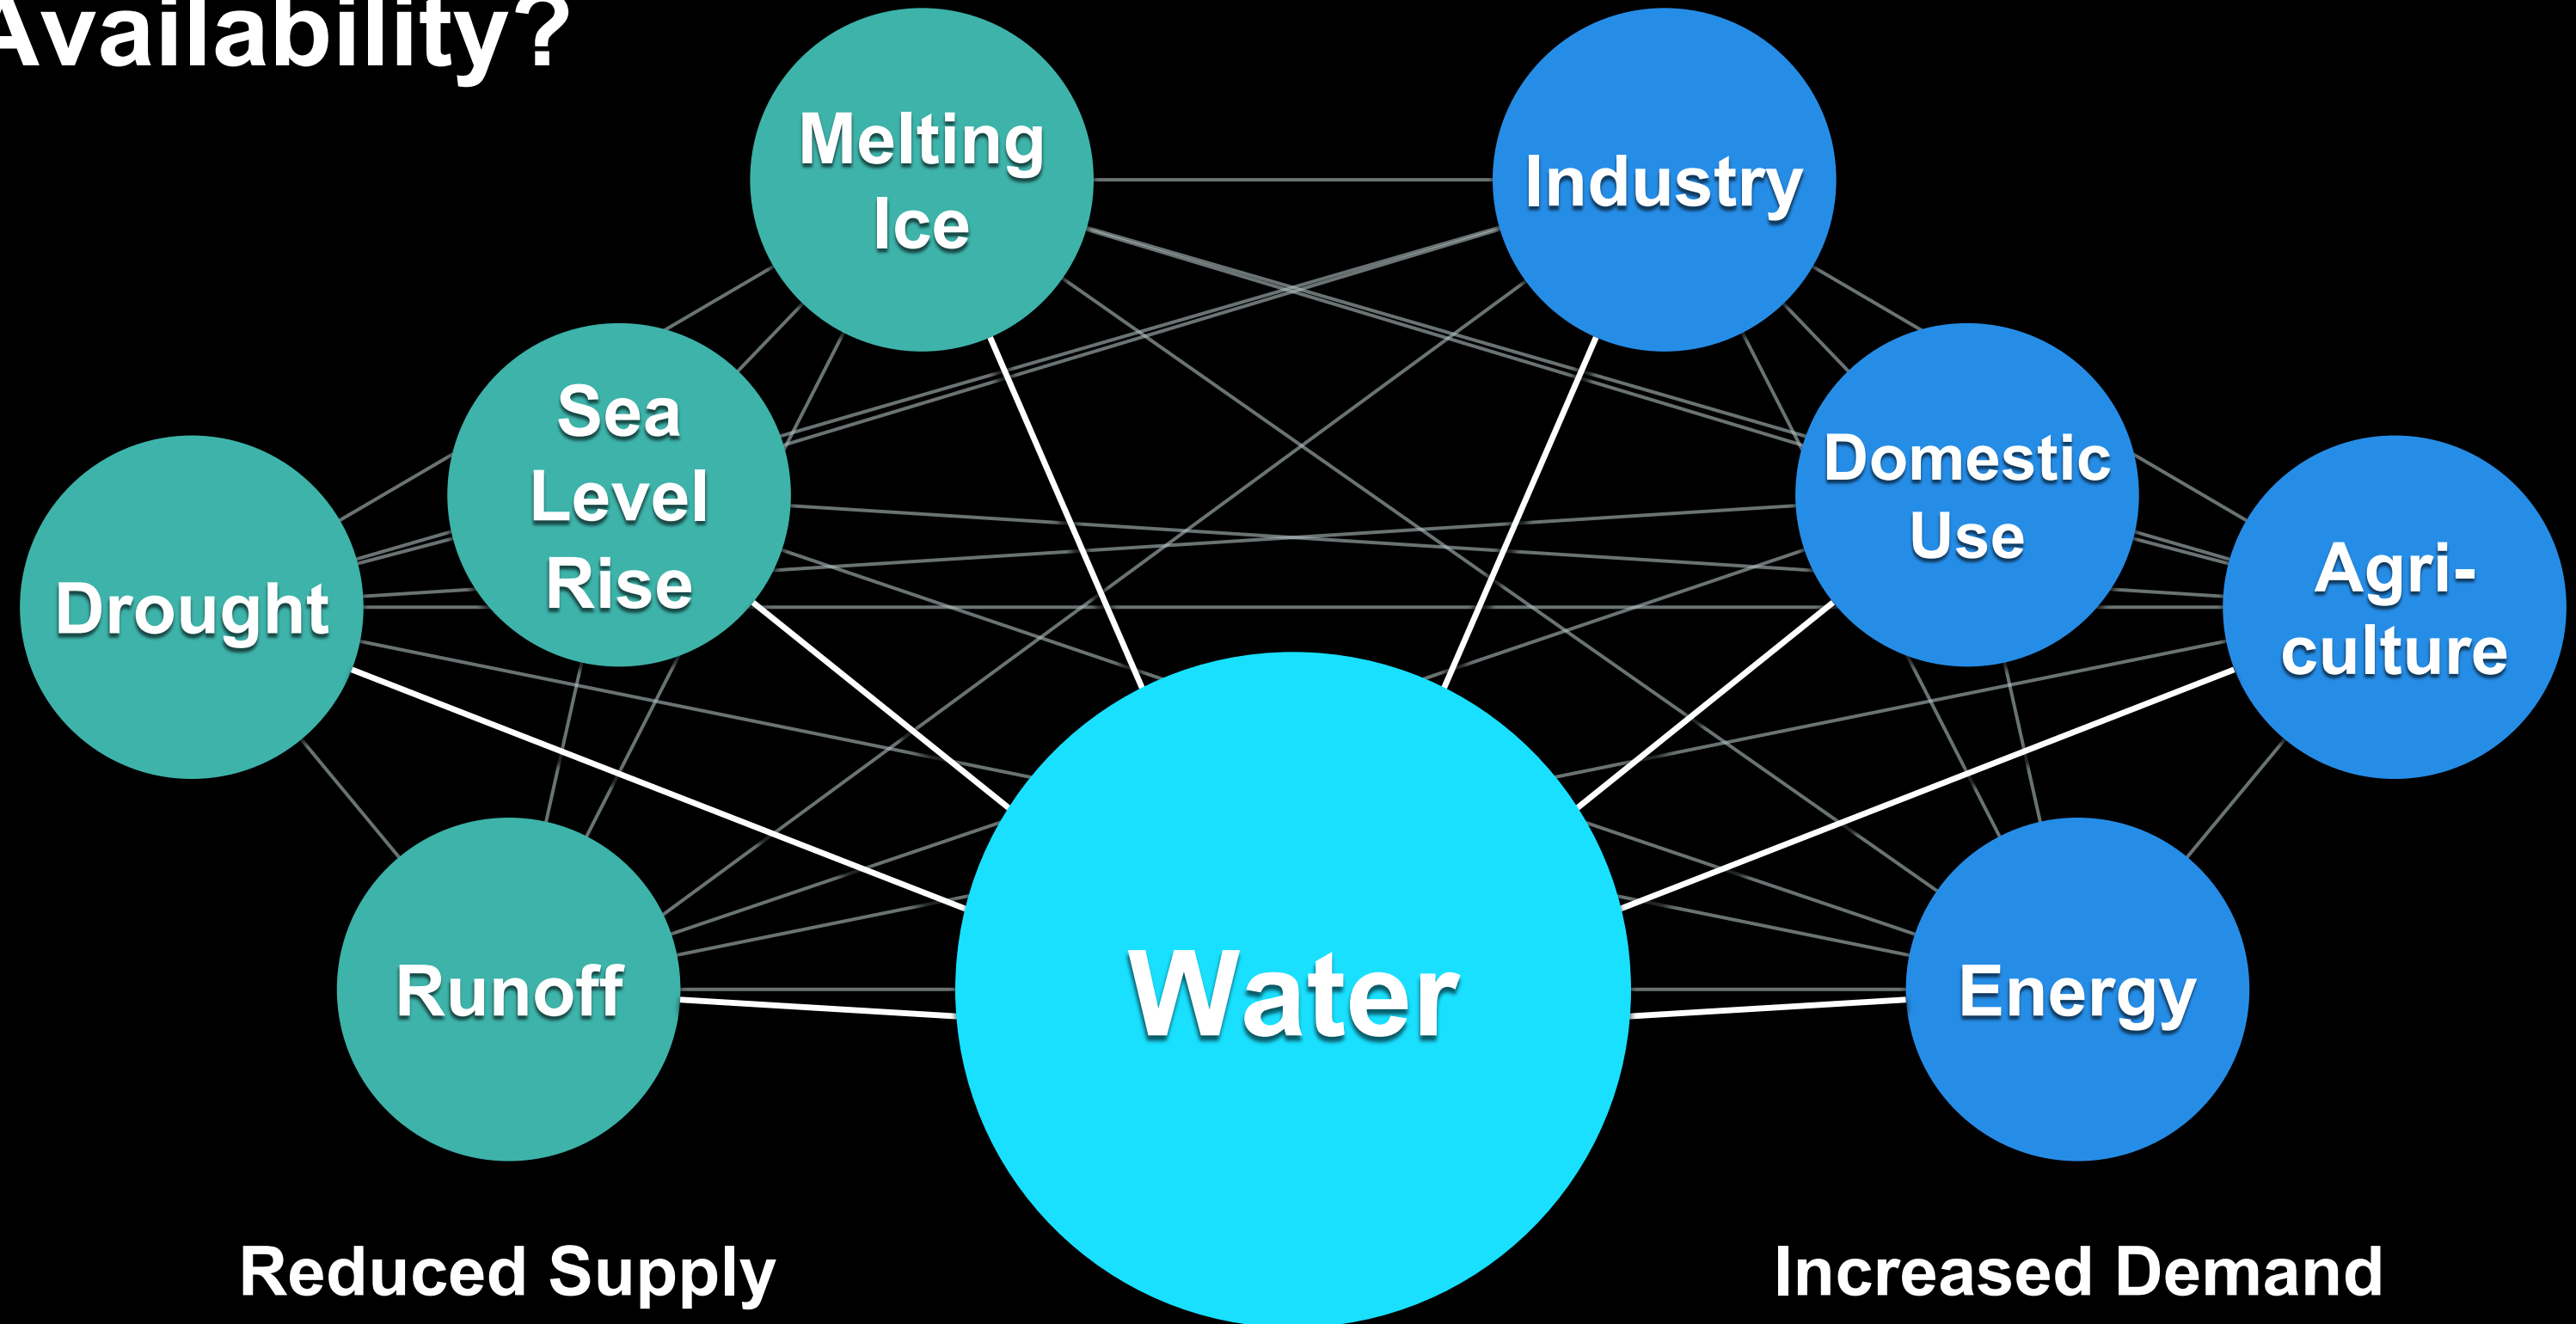 Availability?
Melting
Ice
Industry
Sea
Level
Rise
Domestic
Use
Drought
Agri-
culture
Runoff
Water
Energy
Reduced Supply
Increased Demand